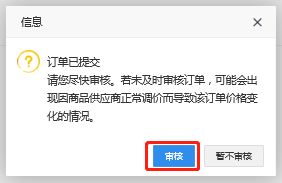 信息
订单已提交
请您尽快审核。若未及时审核订单，可能会出
现因商品供应商正常调价而导致该订单价格变
化的情况。
审核 暂不审核